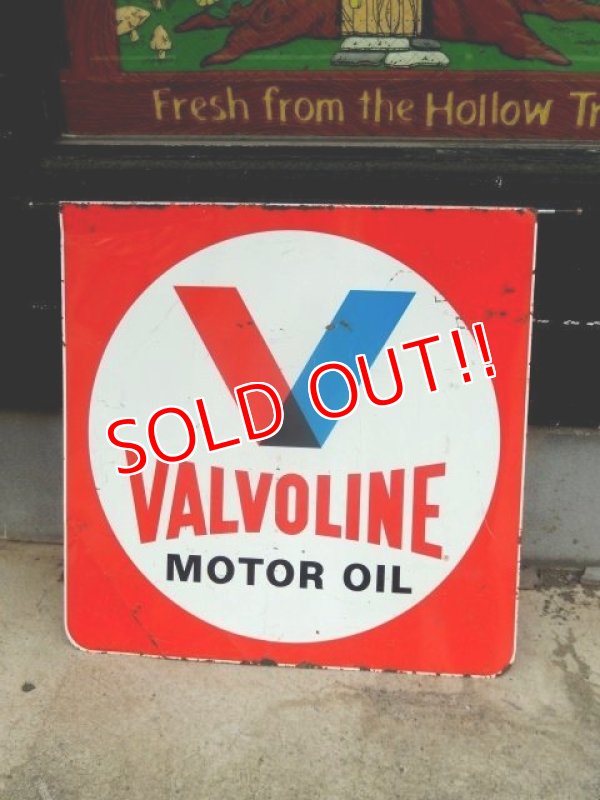 Fresh from the Hollow Tr
SOLD OUT!!
VALVOLINE
MOTOR OIL